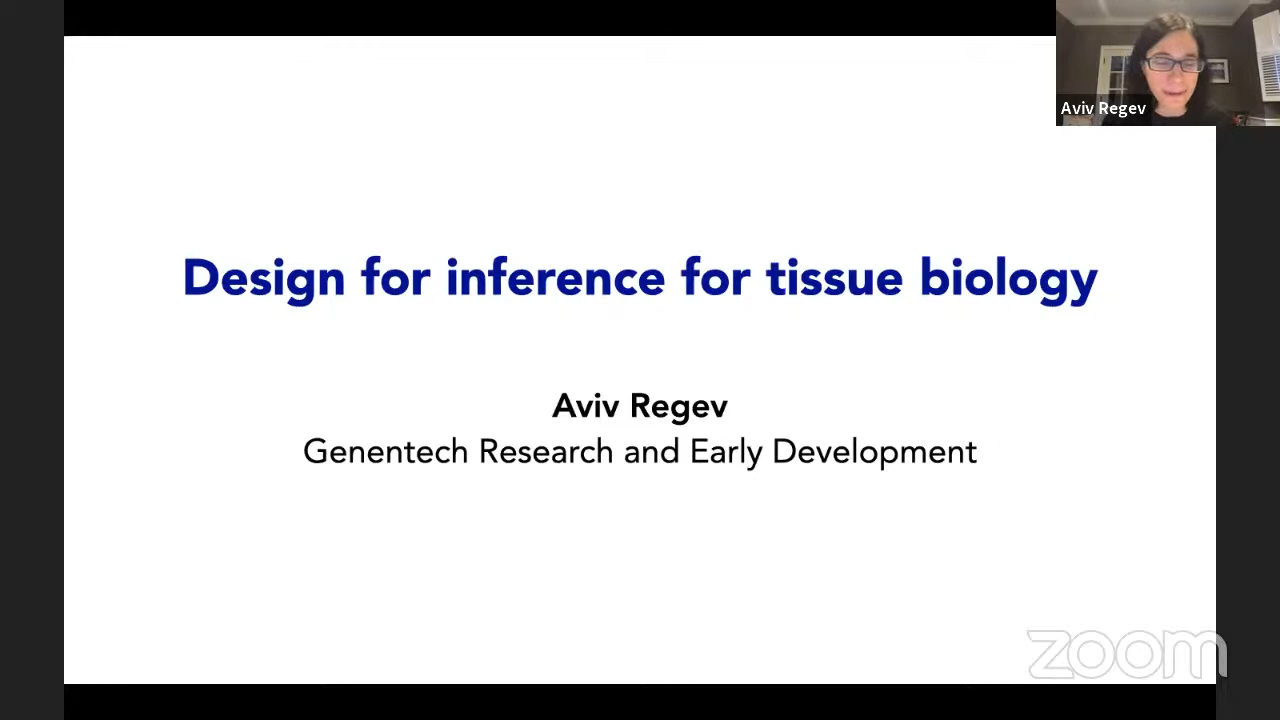 Aviv Regev
Design for inference for tissue biology
Aviv Regev
Genentech Research and Early Development
zoom